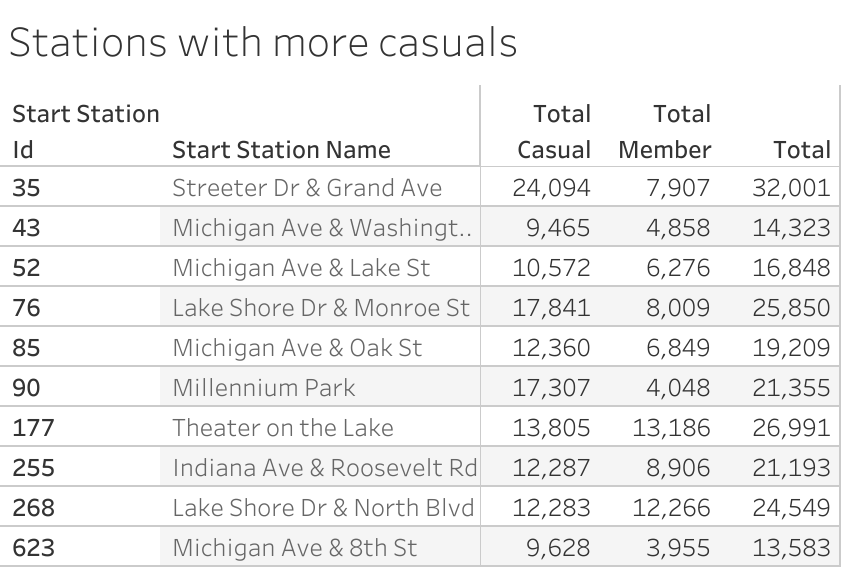 Stations with more casuals
Start Station Total Total
Id Start Station Name Casual Member Total
35 Streeter Dr & Grand Ave 24,094 7,907 32,001
43 Michigan Ave & Washingt.. 9,465 4,858 14,323
52 Michigan Ave & Lake St 10,572 6,276 16,848
76 Lake Shore Dr & Monroe St 17,841 8,009 25,850
85 Michigan Ave & Oak St 12,360 6,849 19,209
90 Millennium Park 17,307 4,048 21,355
177 Theater on the Lake 13,805 13,186 26,991
255 Indiana Ave & Roosevelt Rd 12,287 8,906 21,193
268 Lake Shore Dr & North Blvd 12,283 12,266 24,549
623 Michigan Ave & 8th St 9,628 3,955 13,583